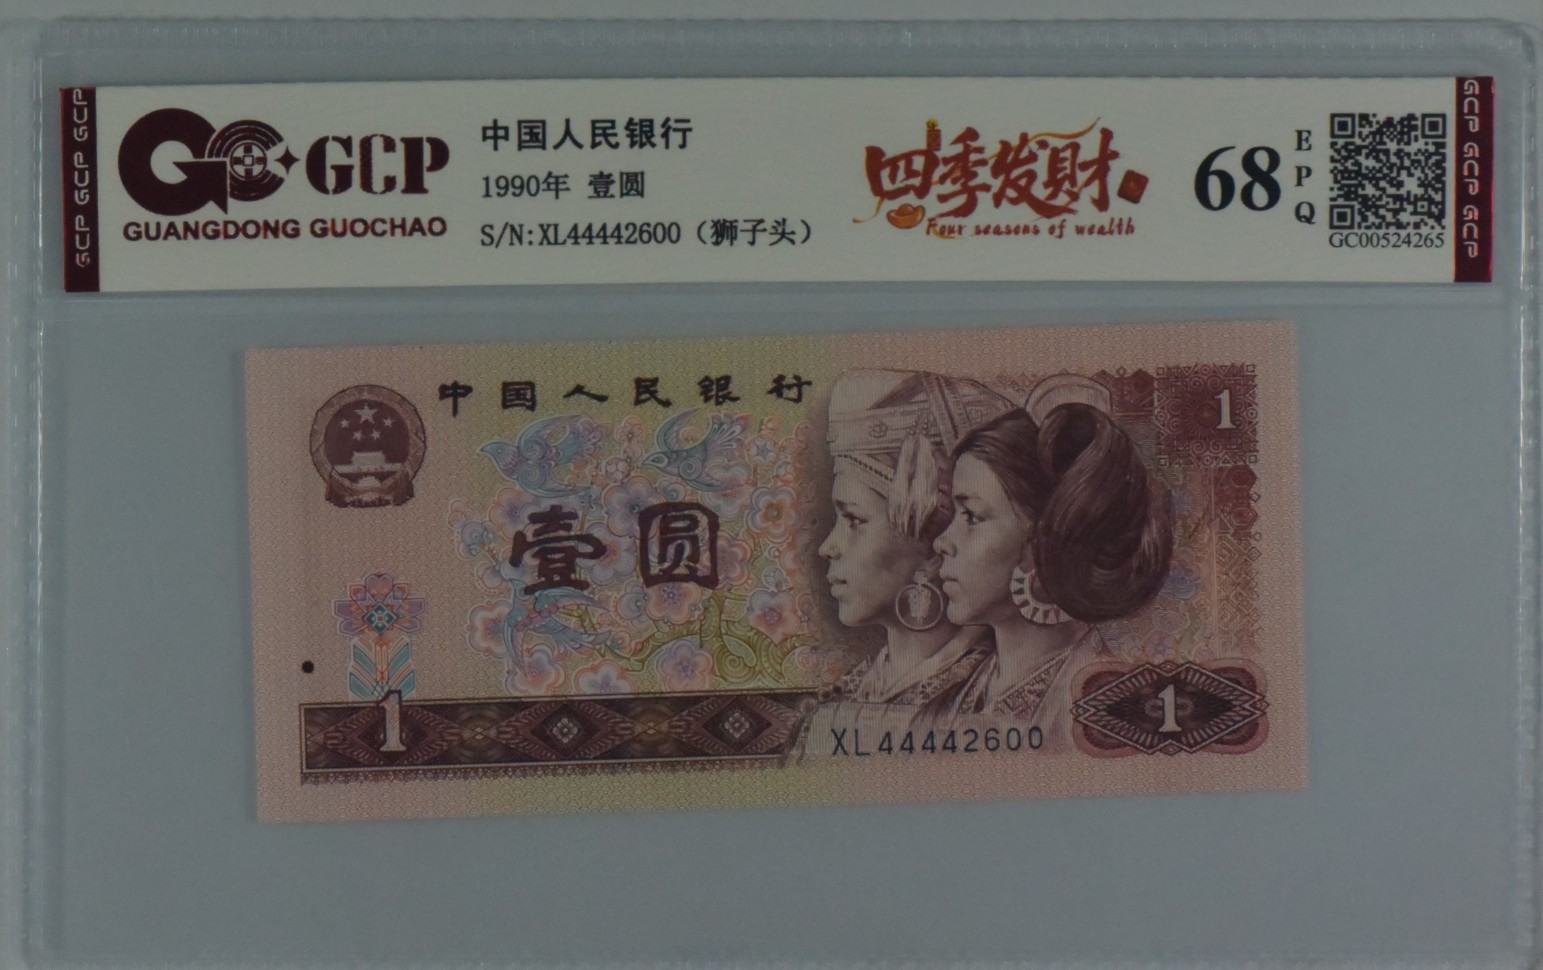 GCP GCP GCP
GCP
GUANGDONG GUOCHAO
中国人民银行
1990年 壹圆
S/N:XL44442600（狮子头）
四季发财
Four seasons of wealth
68
EPQ
GC00524265
GCP GCP GCP
中国人民银行
1
壹圆
1
XL44442600
1